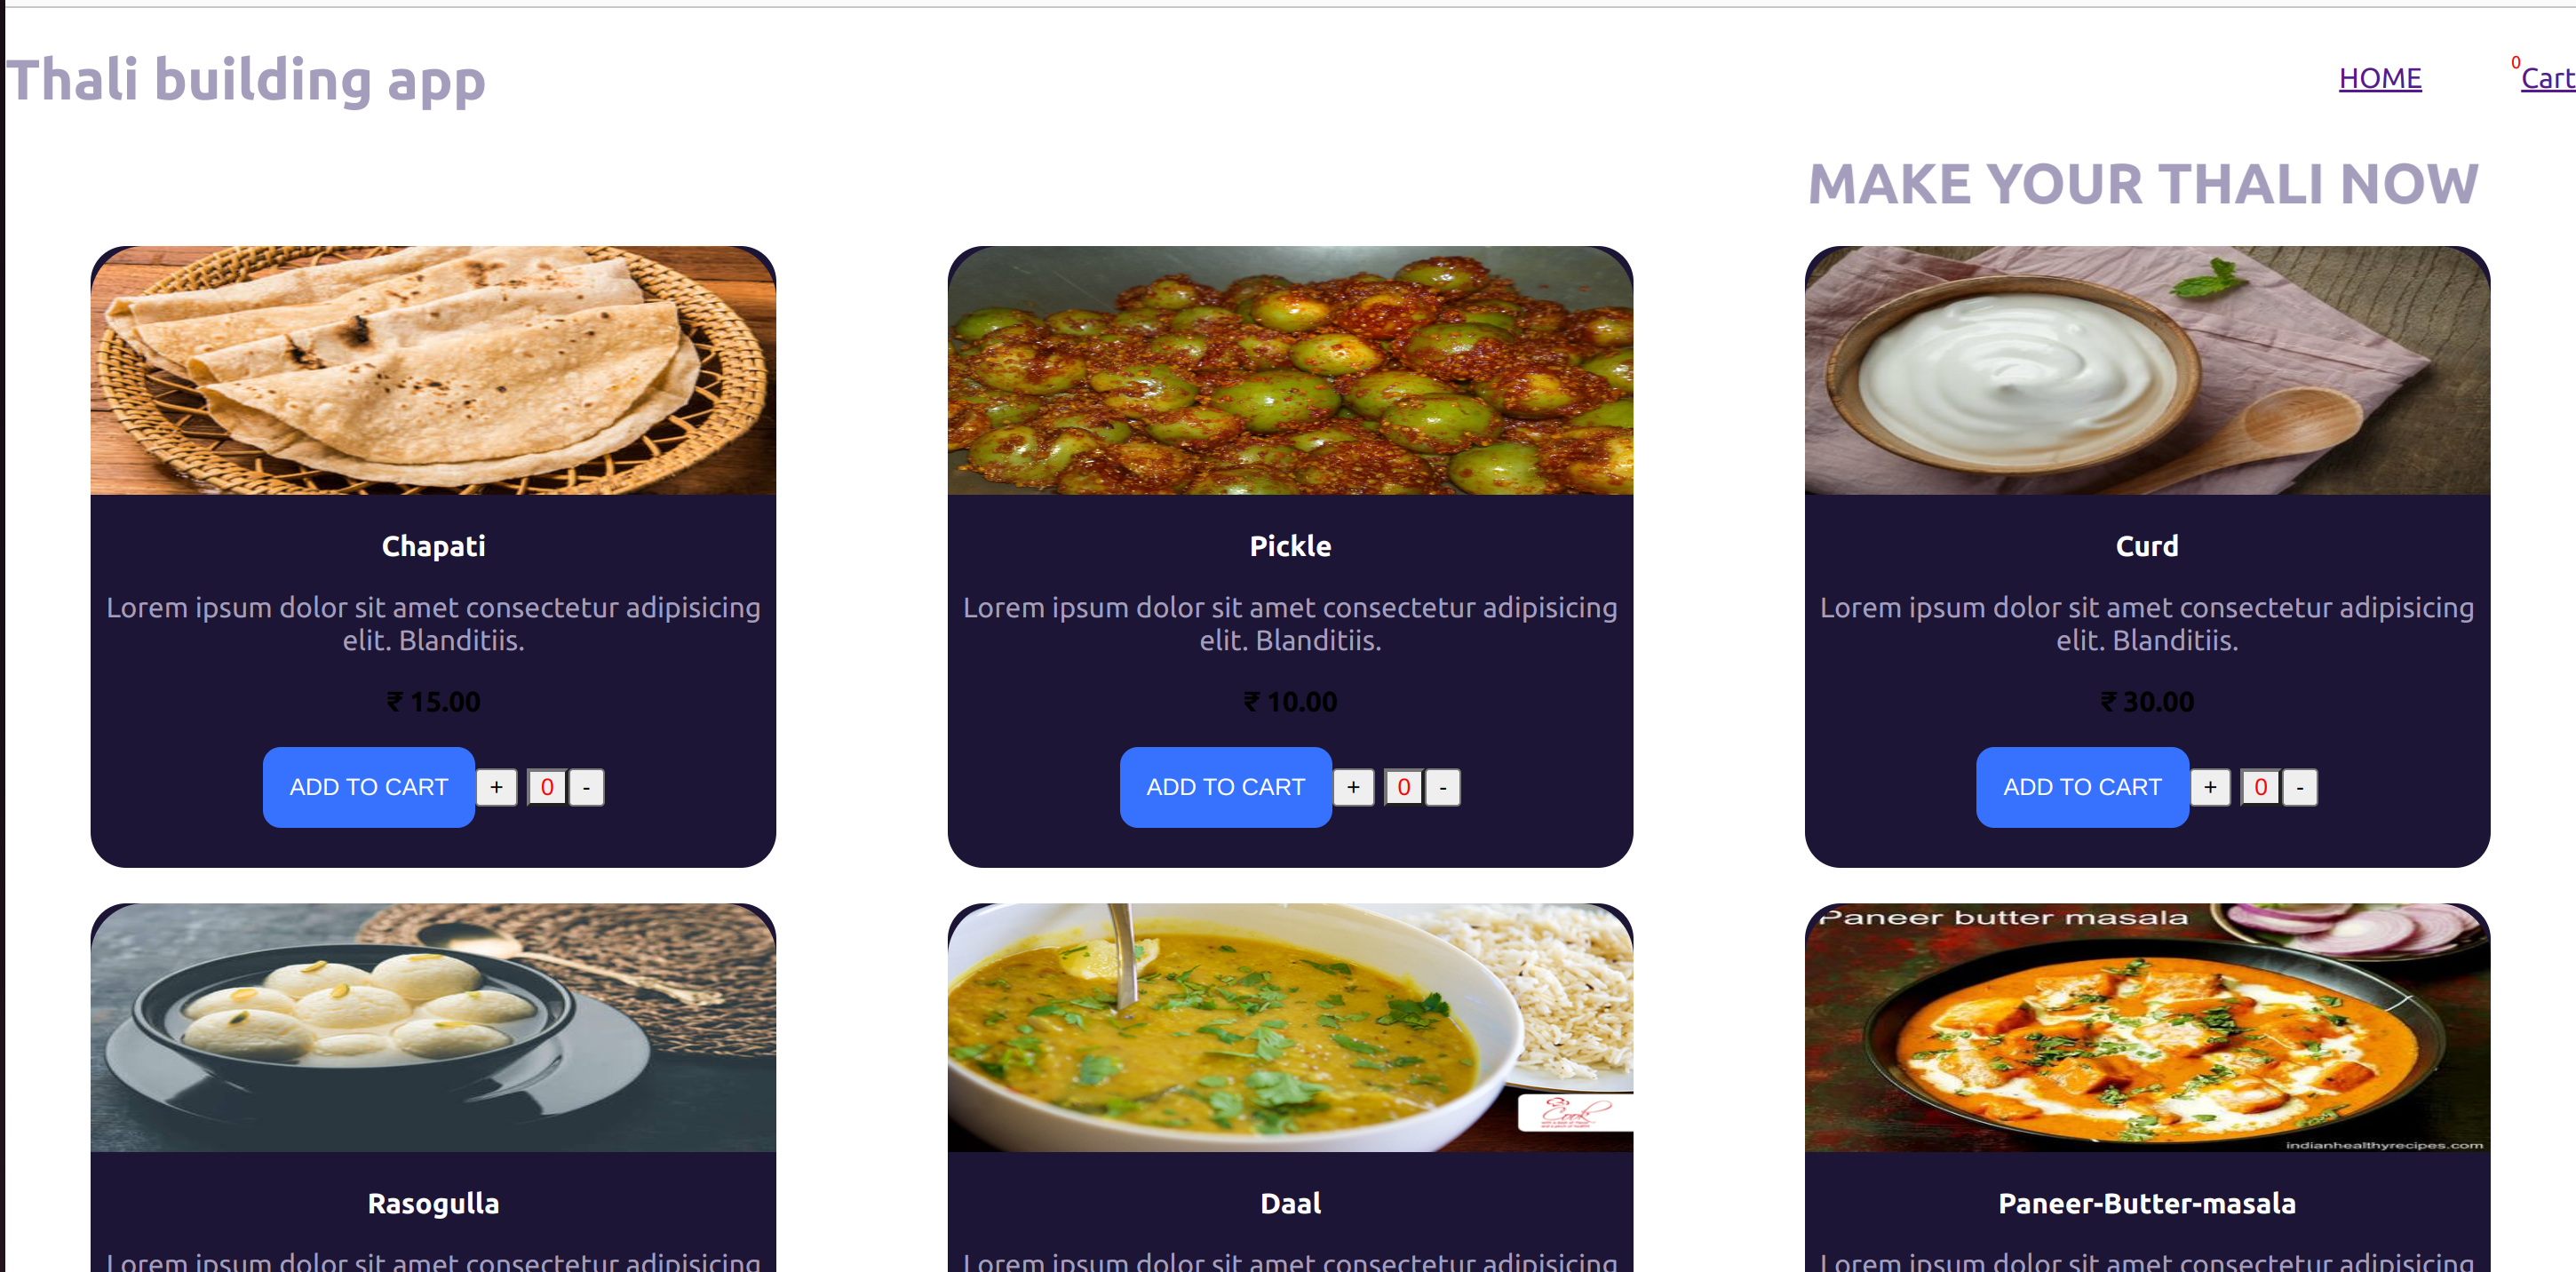 Thali building app
HOME
0
Cart
MAKE YOUR THALI NOW
Chapati
Lorem ipsum dolor sit amet consectetur adipisicing
elit. Blanditiis.
₹ 15.00
ADD TO CART + 0 -
Pickle
Lorem ipsum dolor sit amet consectetur adipisicing
elit. Blanditiis.
₹ 10.00
ADD TO CART + 0 -
Curd
Lorem ipsum dolor sit amet consectetur adipisicing
elit. Blanditiis.
₹ 30.00
ADD TO CART + 0 -
Rasogulla
Lorem ipsum dolor sit amet consectetur adipisicing
Cook
Daal
Lorem ipsum dolor sit amet consectetur adipisicing
Paneer butter masala
indianhealthyrecipes.com
Paneer-Butter-masala
Lorem ipsum dolor sit amet consectetur adipisicing